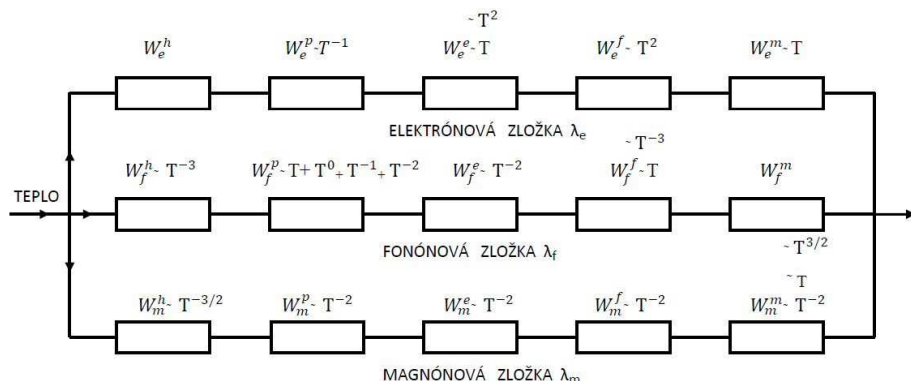 ~ T²
W_e^h W_e^p~T⁻¹ W_e^e~ T W_e^f~ T² W_e^m~ T
ELEKTRÓNOVÁ ZLOŽKA λₑ
~ T⁻³
W_f^h~ T⁻³ W_f^p~ T + T⁰ + T⁻¹ + T⁻² W_f^e~ T⁻² W_f^f~ T W_f^m
TEPLO
FONÓNOVÁ ZLOŽKA λ_f
~ T^{3/2}
~ T
W_m^h~ T^{-3/2} W_m^p~ T⁻² W_m^e~ T⁻² W_m^f~ T⁻² W_m^m~ T⁻²
MAGNÓNOVÁ ZLOŽKA λₘ